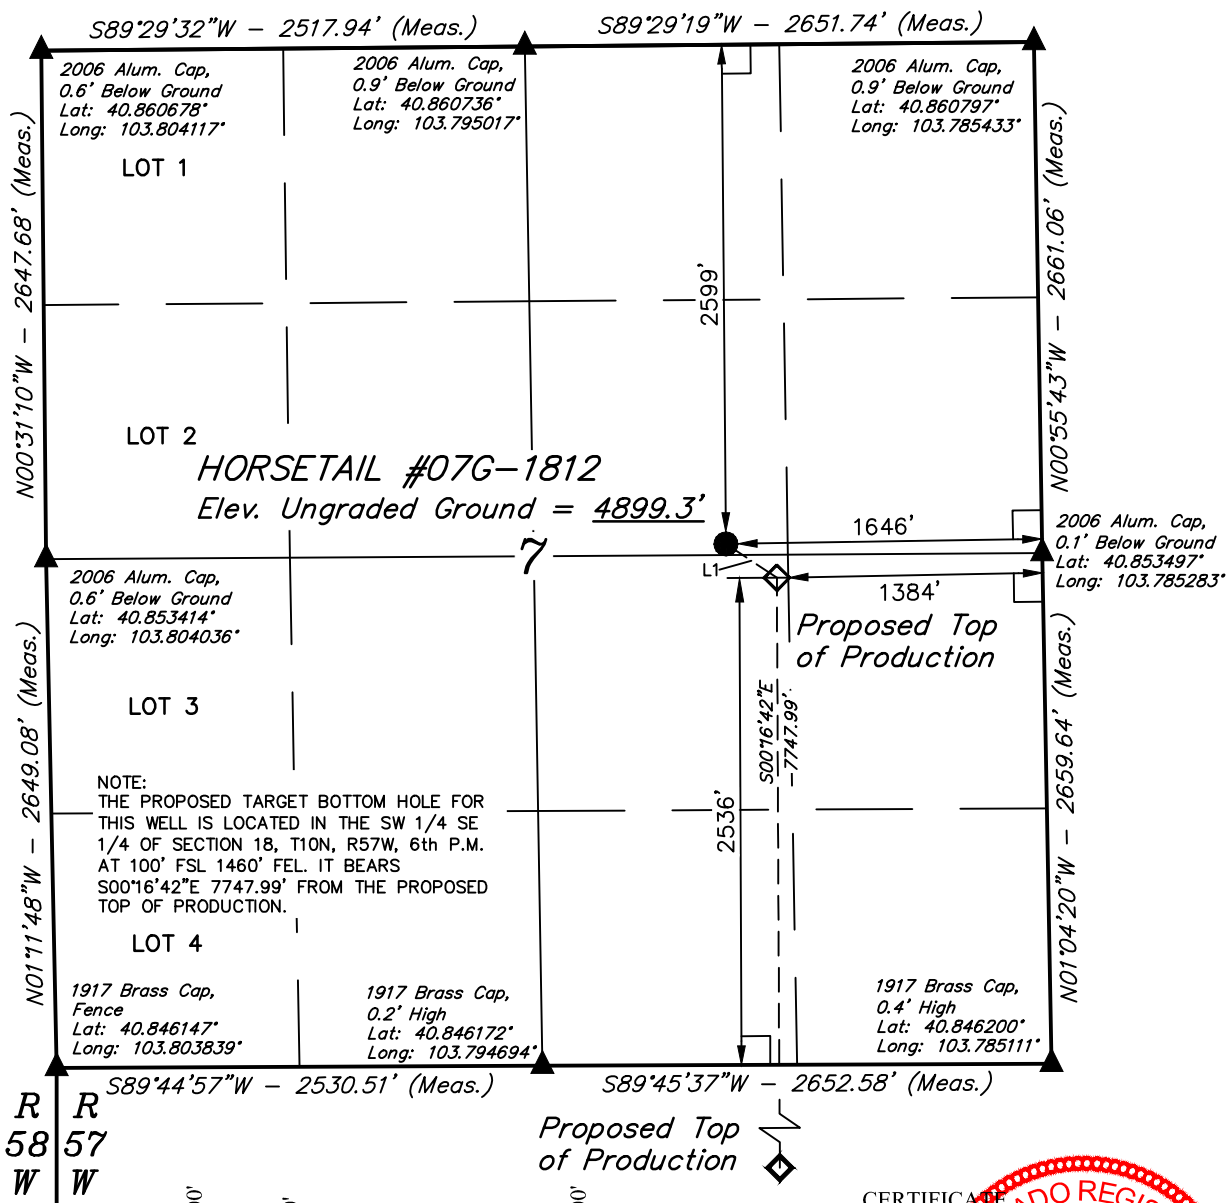 S89°29'32"W - 2517.94' (Meas.)
S89°29'19"W - 2651.74' (Meas.)
2006 Alum. Cap,
0.6' Below Ground
Lat: 40.860678°
Long: 103.804117°
2006 Alum. Cap,
0.9' Below Ground
Lat: 40.860736°
Long: 103.795017°
2006 Alum. Cap,
0.9' Below Ground
Lat: 40.860797°
Long: 103.785433°
LOT 1
N00°31'10"W - 2647.68' (Meas.)
2599'
N00°55'43"W - 2661.06' (Meas.)
LOT 2
HORSETAIL #07G-1812
Elev. Ungraded Ground = 4899.3'
7
1646'
2006 Alum. Cap,
0.1' Below Ground
Lat: 40.853497°
Long: 103.785283°
L1
1384'
2006 Alum. Cap,
0.6' Below Ground
Lat: 40.853414°
Long: 103.804036°
Proposed Top
of Production
LOT 3
N01°11'48"W - 2649.08' (Meas.)
S00°16'42"E
7747.99'
2536'
N01°04'20"W - 2659.64' (Meas.)
NOTE:
THE PROPOSED TARGET BOTTOM HOLE FOR
THIS WELL IS LOCATED IN THE SW 1/4 SE
1/4 OF SECTION 18, T10N, R57W, 6th P.M.
AT 100' FSL 1460' FEL. IT BEARS
S00°16'42"E 7747.99' FROM THE PROPOSED
TOP OF PRODUCTION.
LOT 4
1917 Brass Cap,
Fence
Lat: 40.846147°
Long: 103.803839°
1917 Brass Cap,
0.2' High
Lat: 40.846172°
Long: 103.794694°
1917 Brass Cap,
0.4' High
Lat: 40.846200°
Long: 103.785111°
S89°44'57"W - 2530.51' (Meas.)
S89°45'37"W - 2652.58' (Meas.)
R R
58 57
W W
Proposed Top
of Production
CERTIFICATE
ADO REGI